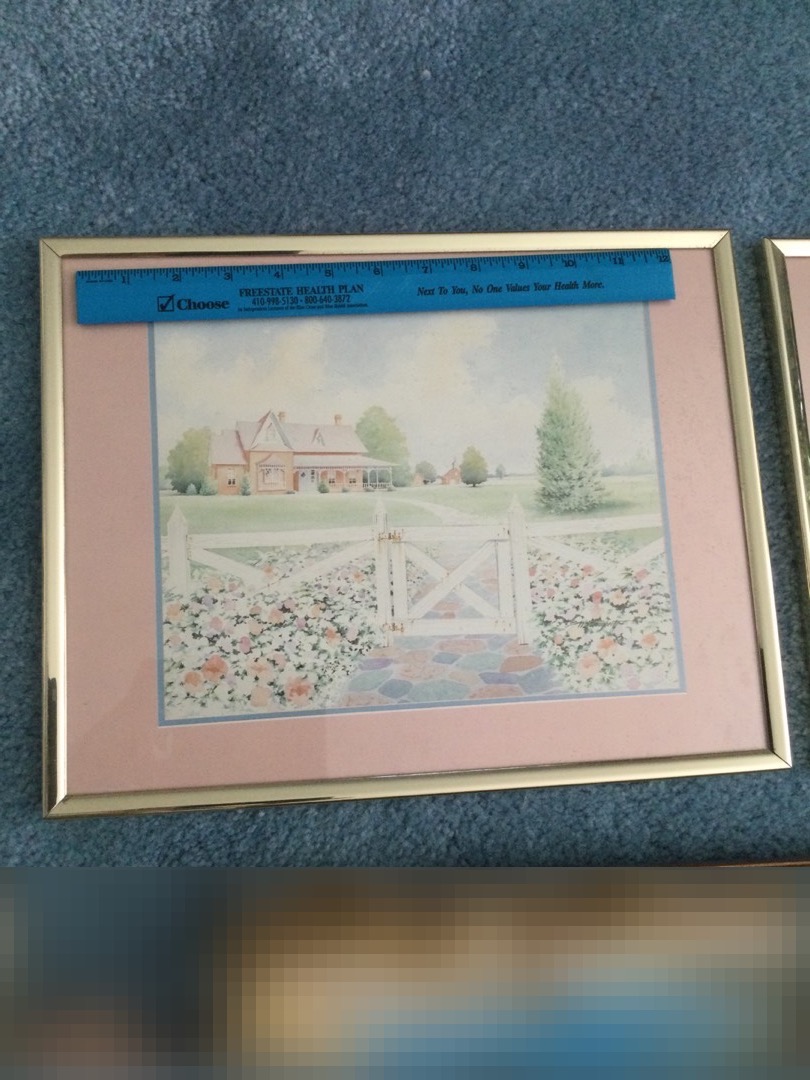 1 2 3 4 5 6 7 8 9 10 11 12
Choose
FREESTATE HEALTH PLAN
410-998-5130 • 800-640-3872
Next To You, No One Values Your Health More.